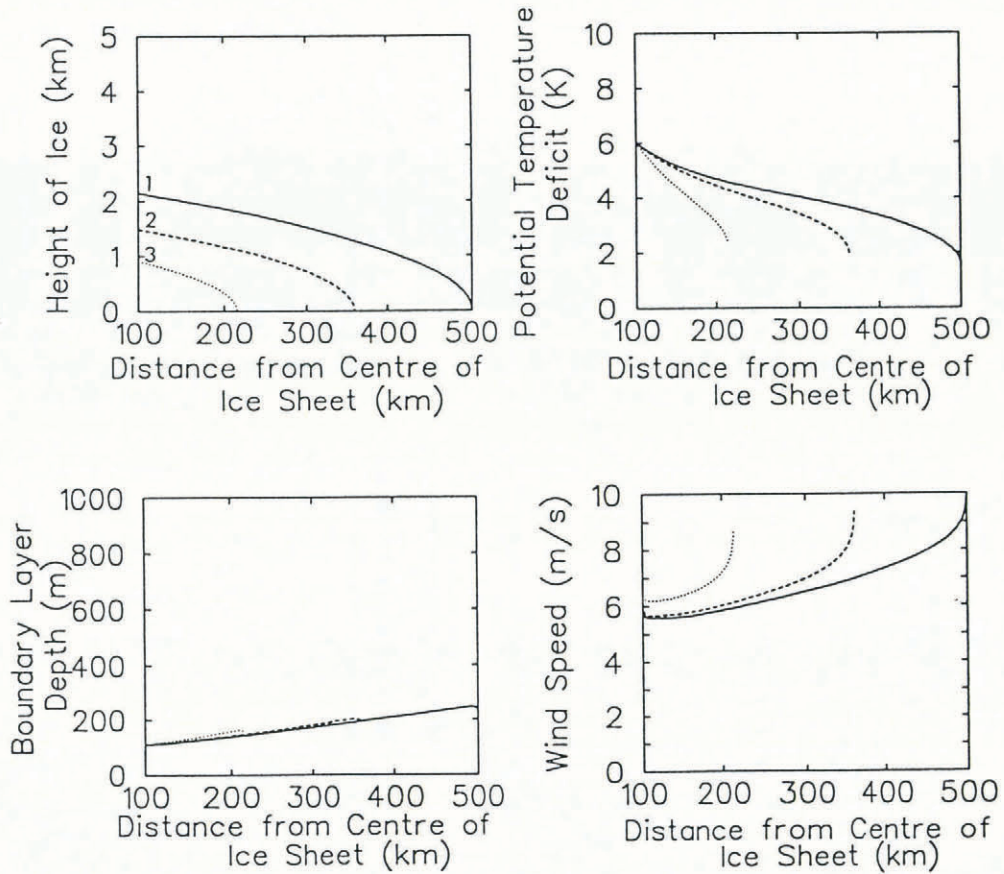 Height of Ice (km)
5
4
3
2
1
0
1
2
3
100 200 300 400 500
Distance from Centre of
Ice Sheet (km)
Potential Temperature
Deficit (K)
10
8
6
4
2
0
100 200 300 400 500
Distance from Centre of
Ice Sheet (km)
Boundary Layer
Depth (m)
1000
800
600
400
200
0
100 200 300 400 500
Distance from Centre of
Ice Sheet (km)
Wind Speed (m/s)
10
8
6
4
2
0
100 200 300 400 500
Distance from Centre of
Ice Sheet (km)